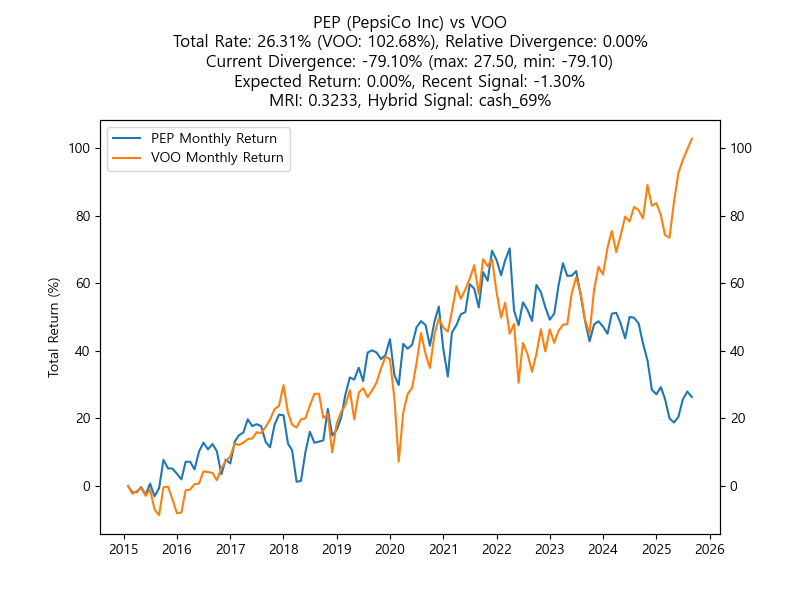 PEP (PepsiCo Inc) vs VOO
Total Rate: 26.31% (VOO: 102.68%), Relative Divergence: 0.00%
Current Divergence: -79.10% (max: 27.50, min: -79.10)
Expected Return: 0.00%, Recent Signal: -1.30%
MRI: 0.3233, Hybrid Signal: cash_69%
PEP Monthly Return
VOO Monthly Return
Total Return (%)
100
80
60
40
20
0
100
80
60
40
20
0
2015 2016 2017 2018 2019 2020 2021 2022 2023 2024 2025 2026